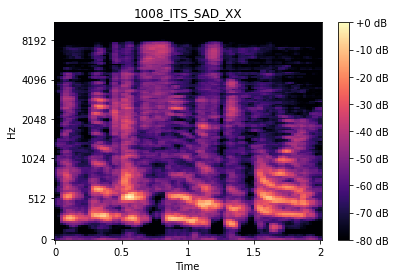 1008_ITS_SAD_XX
+0 dB
8192
-10 dB
4096
-20 dB
-30 dB
2048
Hz
-40 dB
1024
-50 dB
512
-60 dB
-70 dB
0
-80 dB
0
0.5
1
1.5
2
Time